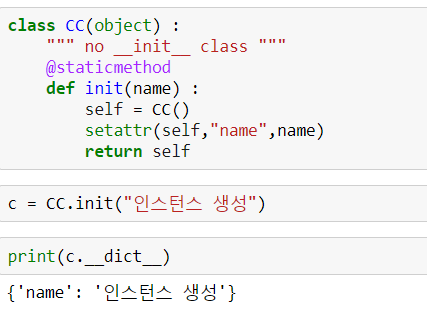 class CC(object) :
    """ no __init__ class """
    @staticmethod
    def init(name) :
        self = CC()
        setattr(self,"name",name)
        return self
c = CC.init("인스턴스 생성")
print(c.__dict__)
{'name': '인스턴스 생성'}